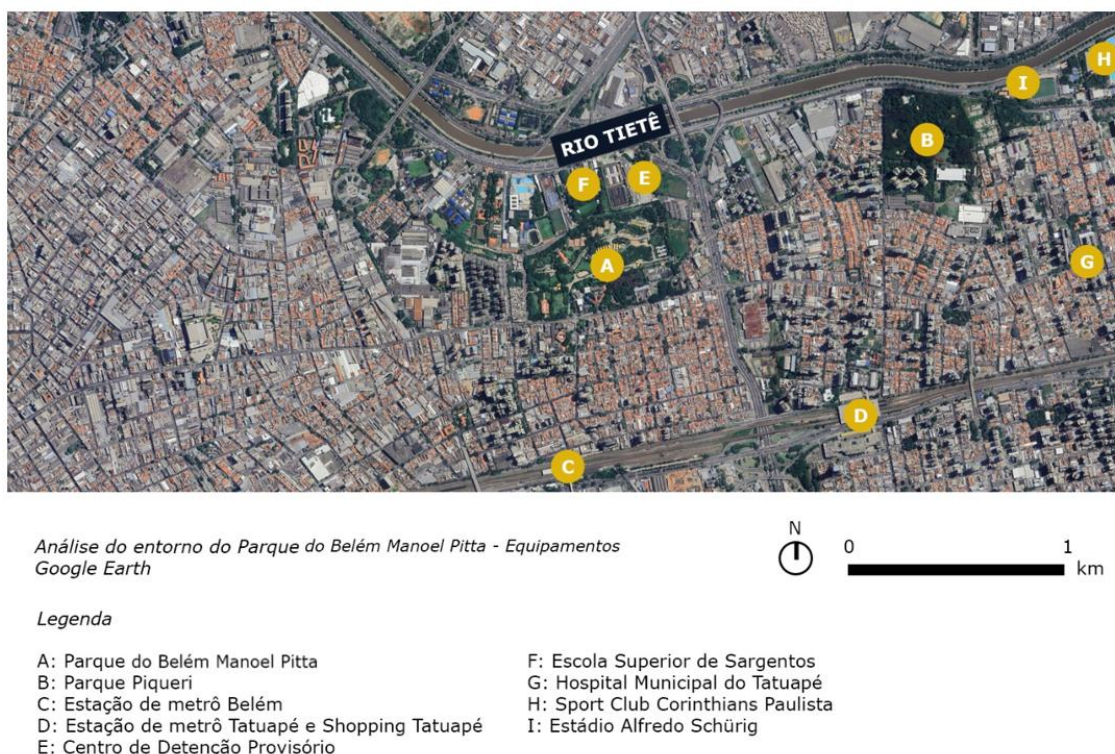 H
I
B
RIO TIETÊ
F
E
A
G
D
C
Análise do entorno do Parque do Belém Manoel Pitta - Equipamentos
Google Earth
N
0 1
km
Legenda
A: Parque do Belém Manoel Pitta
B: Parque Piqueri
C: Estação de metrô Belém
D: Estação de metrô Tatuapé e Shopping Tatuapé
E: Centro de Detenção Provisório
F: Escola Superior de Sargentos
G: Hospital Municipal do Tatuapé
H: Sport Club Corinthians Paulista
I: Estádio Alfredo Schürig